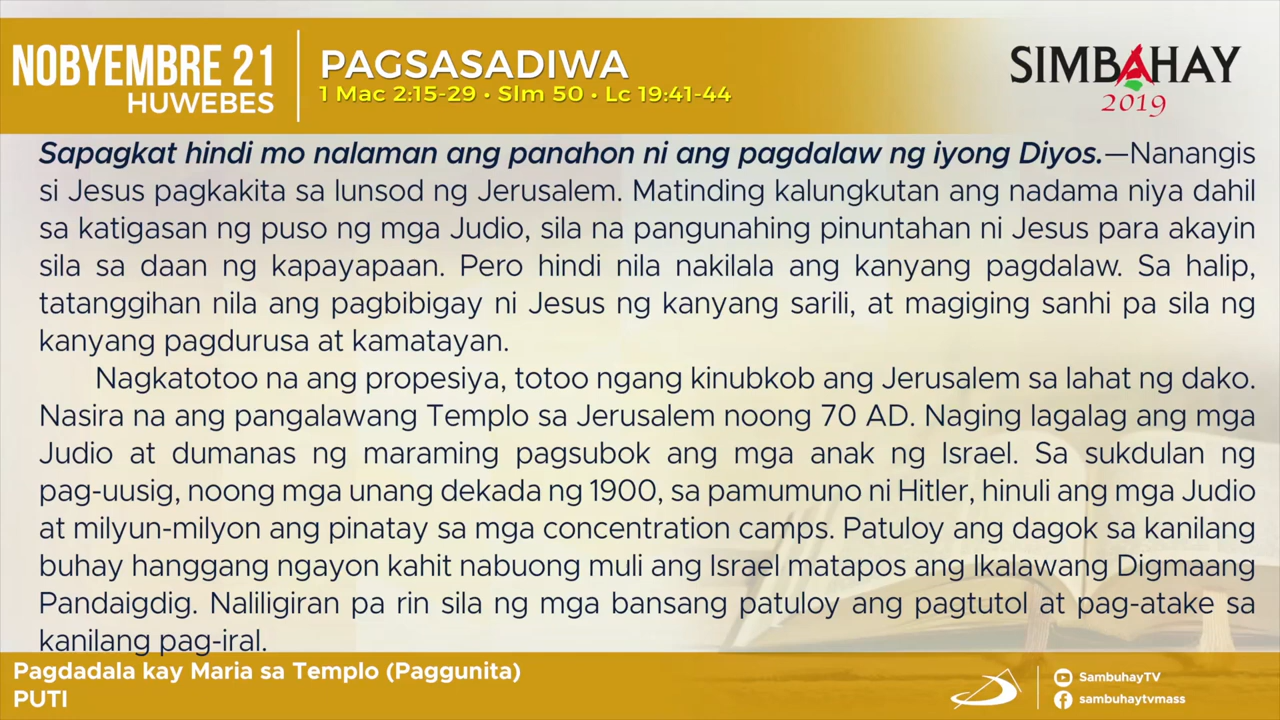 NOBYEMBRE 21
HUWEBES
PAGSASADIWA
1 Mac 2:15-29 • Slm 50 • Lc 19:41-44
SIMBAHAY
2019
Sapagkat hindi mo nalaman ang panahon ni ang pagdalaw ng iyong Diyos.—Nanangis
si Jesus pagkakita sa lunsod ng Jerusalem. Matinding kalungkutan ang nadama niya dahil
sa katigasan ng puso ng mga Judio, sila na pangunahing pinuntahan ni Jesus para akayin
sila sa daan ng kapayapaan. Pero hindi nila nakilala ang kanyang pagdalaw. Sa halip,
tatanggihan nila ang pagbibigay ni Jesus ng kanyang sarili, at magiging sanhi pa sila ng
kanyang pagdurusa at kamatayan.
Nagkatotoo na ang propesiya, totoo ngang kinubkob ang Jerusalem sa lahat ng dako.
Nasira na ang pangalawang Templo sa Jerusalem noong 70 AD. Naging lagalag ang mga
Judio at dumanas ng maraming pagsubok ang mga anak ng Israel. Sa sukdulan ng
pag-uusig, noong mga unang dekada ng 1900, sa pamumuno ni Hitler, hinuli ang mga Judio
at milyun-milyon ang pinatay sa mga concentration camps. Patuloy ang dagok sa kanilang
buhay hanggang ngayon kahit nabuong muli ang Israel matapos ang Ikalawang Digmaang
Pandaigdig. Naliligiran pa rin sila ng mga bansang patuloy ang pagtutol at pag-atake sa
kanilang pag-iral.
Pagdadala kay Maria sa Templo (Paggunita)
PUTI
SambuhayTV
sambuhaytvmass